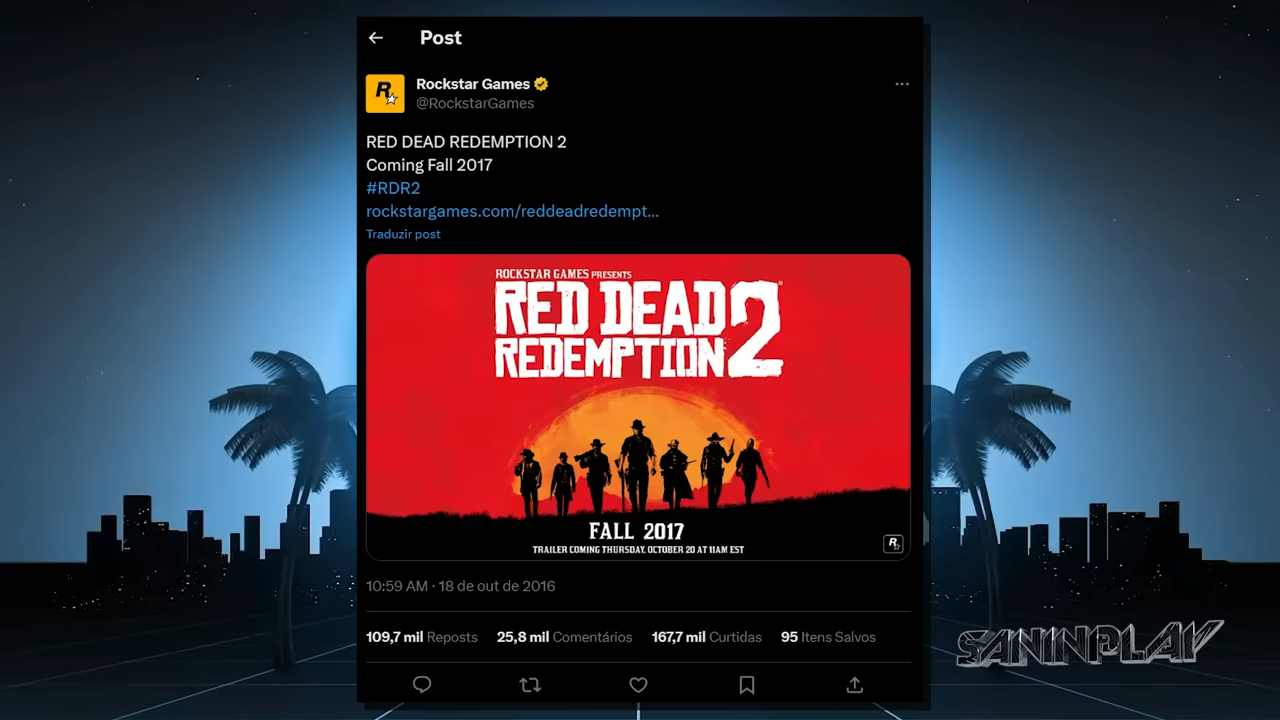 Post
Rockstar Games
@RockstarGames
RED DEAD REDEMPTION 2
Coming Fall 2017
#RDR2
rockstargames.com/reddeadredempt...
Traduzir post
ROCKSTAR GAMES PRESENTS
RED DEAD
REDEMPTION 2
FALL 2017
TRAILER COMING THURSDAY, OCTOBER 20 AT 11AM EST
10:59 AM · 18 de out de 2016
109,7 mil Reposts 25,8 mil Comentários 167,7 mil Curtidas 95 Itens Salvos
SANINPLAY